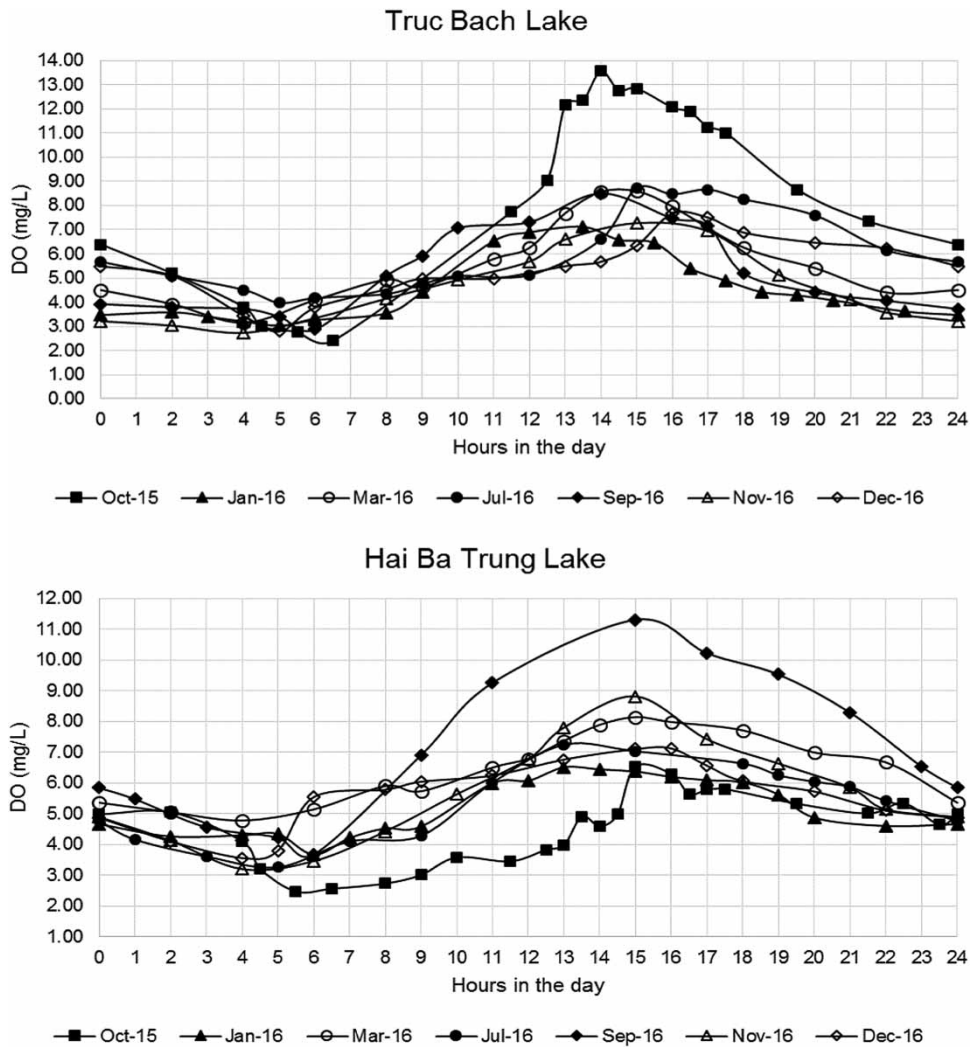 Truc Bach Lake
14.00
13.00
12.00
11.00
10.00
9.00
8.00
7.00
6.00
5.00
4.00
3.00
2.00
1.00
0.00
DO (mg/L)
0 1 2 3 4 5 6 7 8 9 10 11 12 13 14 15 16 17 18 19 20 21 22 23 24
Hours in the day
Oct-15 Jan-16 Mar-16 Jul-16 Sep-16 Nov-16 Dec-16
Hai Ba Trung Lake
12.00
11.00
10.00
9.00
8.00
7.00
6.00
5.00
4.00
3.00
2.00
1.00
DO (mg/L)
0 1 2 3 4 5 6 7 8 9 10 11 12 13 14 15 16 17 18 19 20 21 22 23 24
Hours in the day
Oct-15 Jan-16 Mar-16 Jul-16 Sep-16 Nov-16 Dec-16